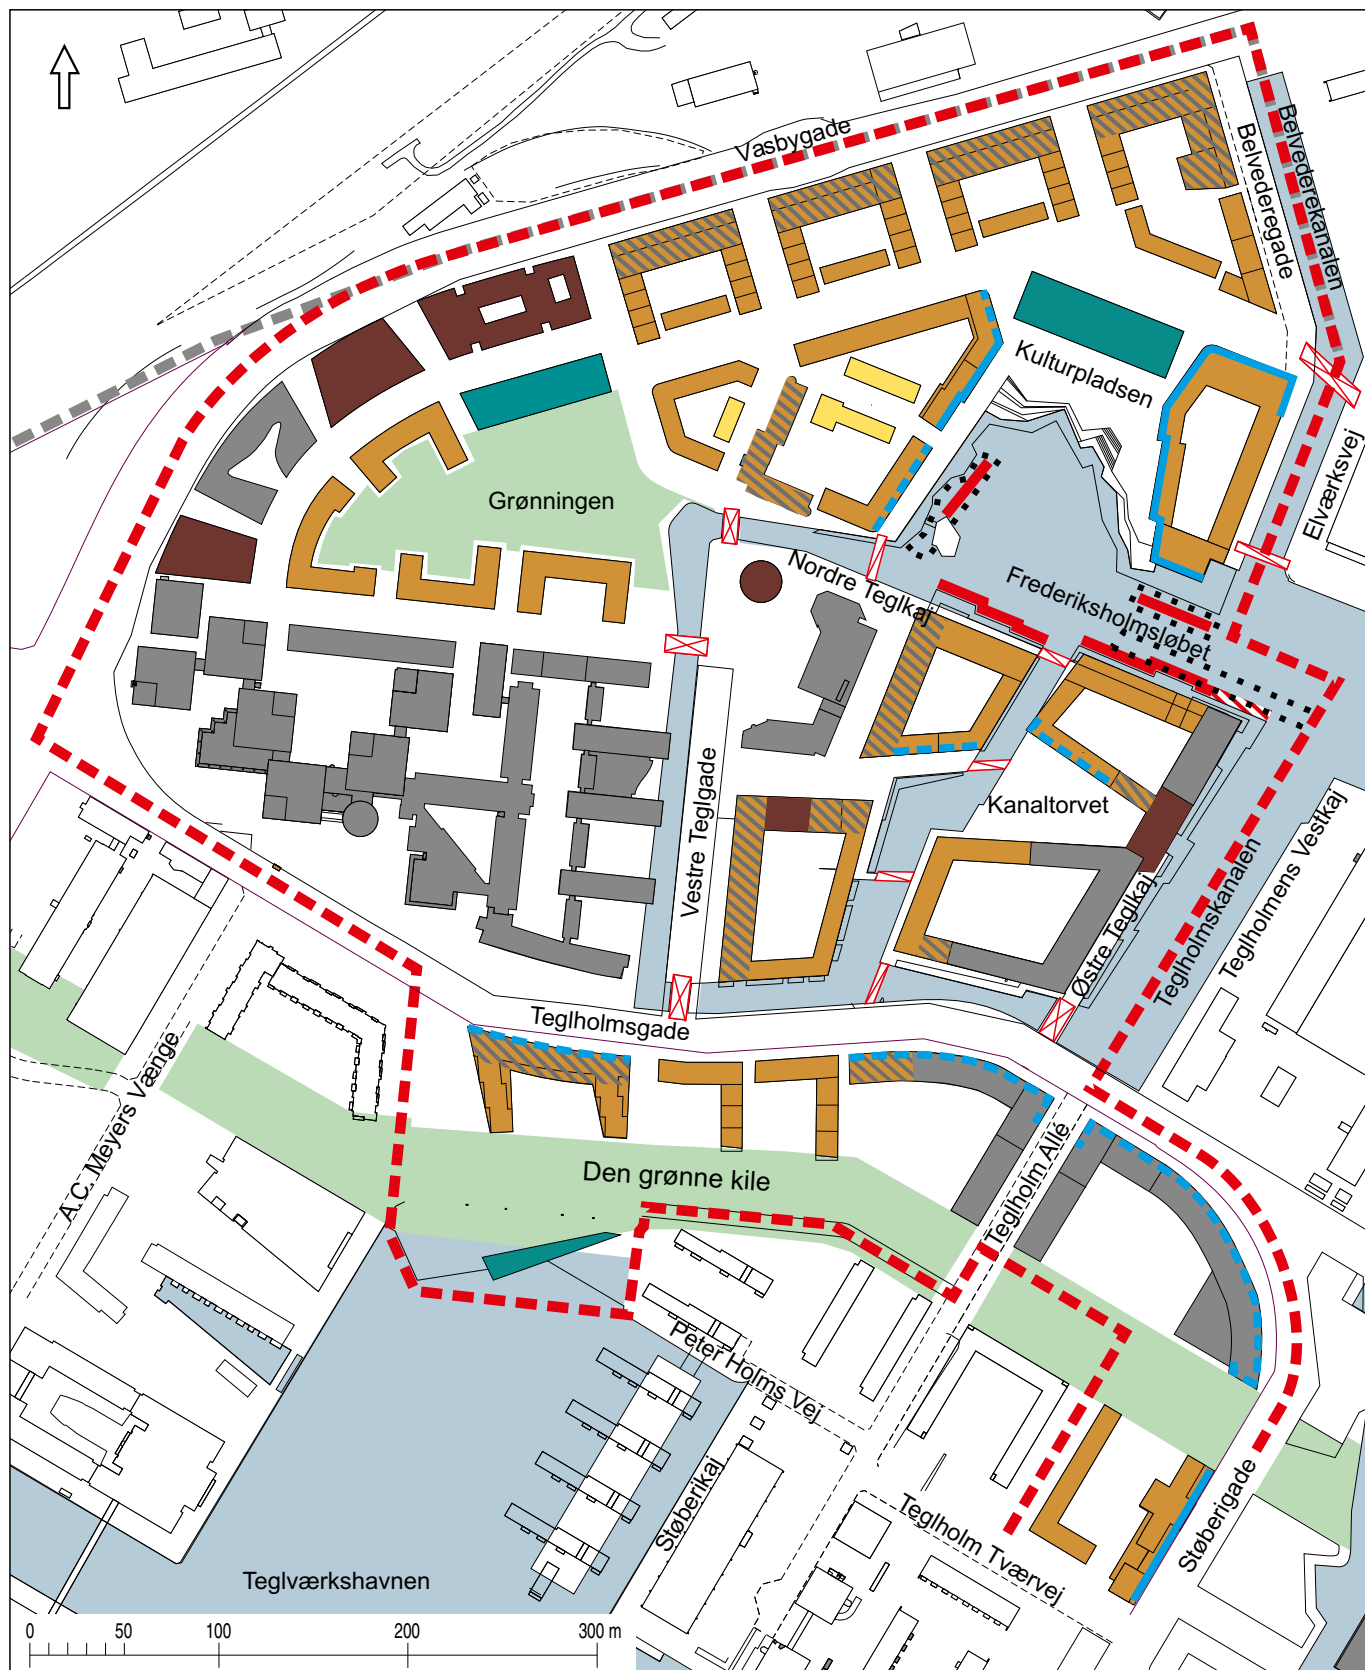 Vasbygade
Belvederekanalen
Belvederegade
Kulturpladsen
Elværksvej
Grønningen
Nordre Teglkaj
Frederiksholmsløbet
Vestre Teglgade
Kanaltorvet
Østre Teglkaj
Teglholmskanalen
Teglholmens Vestkaj
Teglholmsgade
A.C. Meyers Vænge
Den grønne kile
Teglholm Allé
Peter Holms Vej
Støberikaj
Teglholm Tværvej
Støberigade
Teglværkshavnen
0 50 100 200 300 m